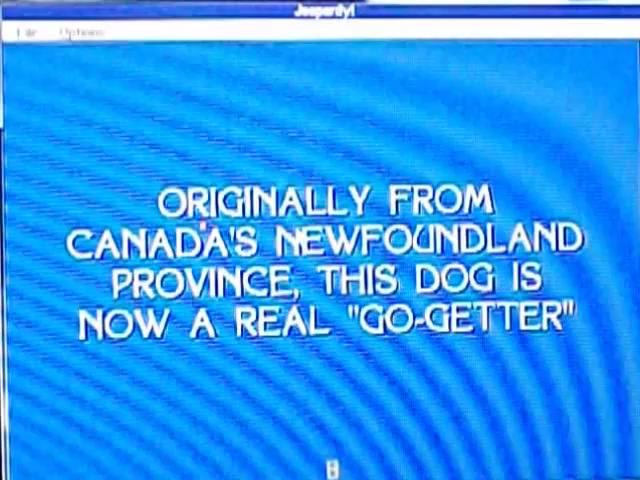 Jeopardy!
File Options
ORIGINALLY FROM
CANADA'S NEWFOUNDLAND
PROVINCE, THIS DOG IS
NOW A REAL "GO-GETTER"